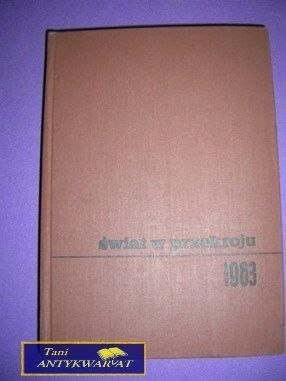 świat w przekroju
1963
Tani
ANTYKWARIAT